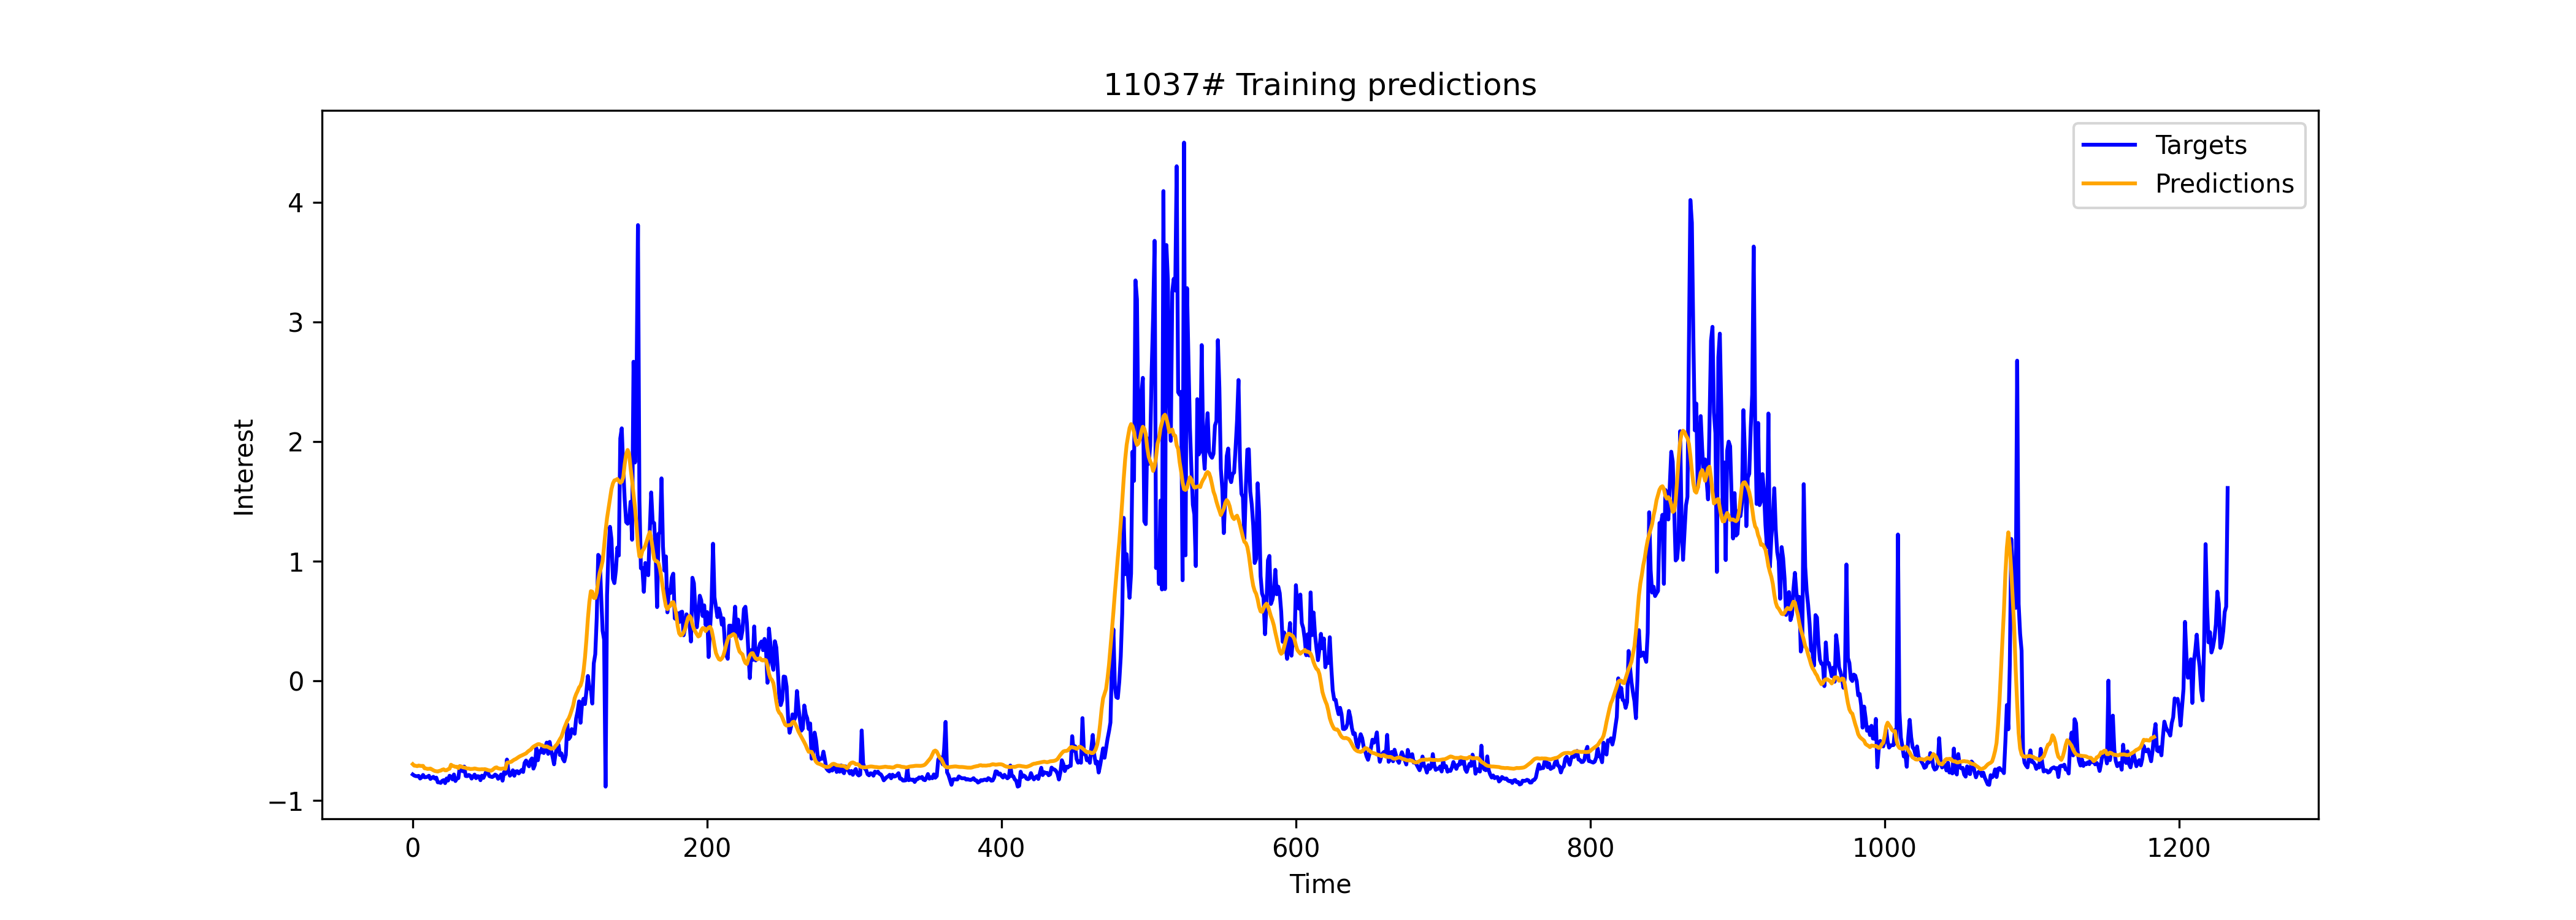 11037# Training predictions
Targets
Predictions
Interest
4
3
2
1
0
−1
0
200
400
600
800
1000
1200
Time